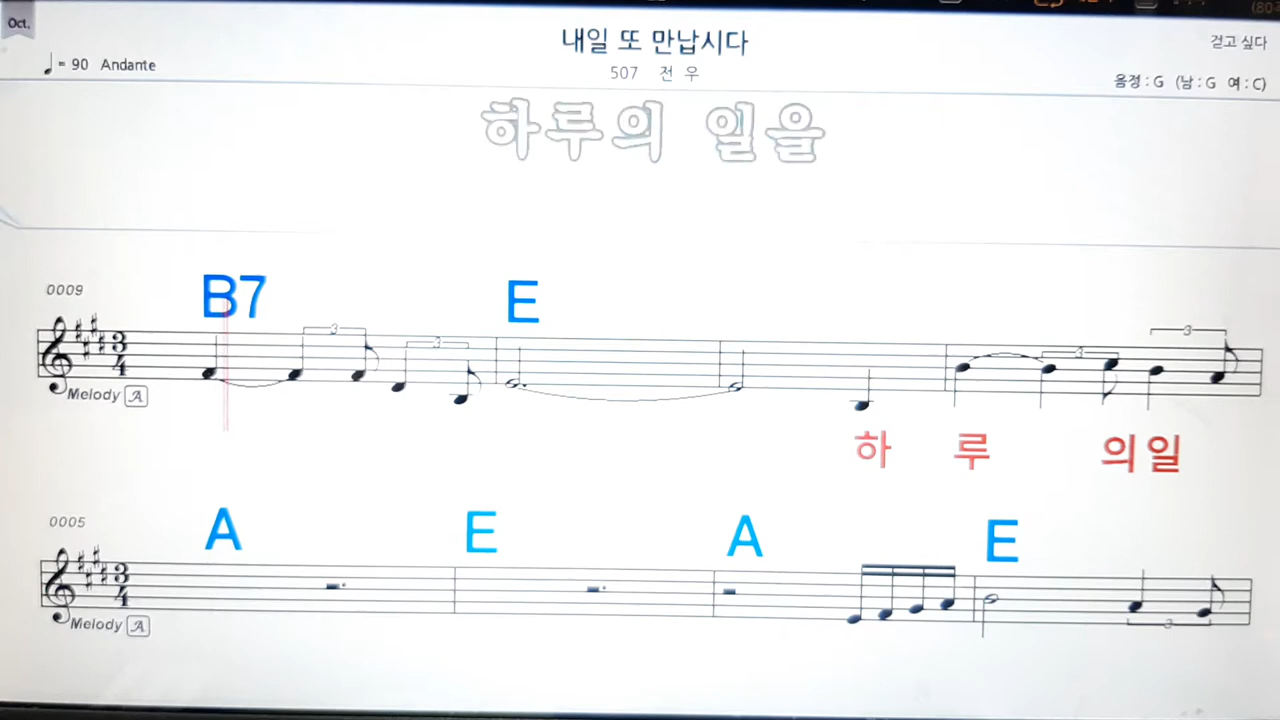 Oct.
내일 또 만납시다
걷고 싶다
= 90 Andante
507 전 우
음정 : G (남 : G 여 : C)
하루의 일을
0009
B7 E
3 3 3 3
3
4
Melody A
하 루 의 일
0005
A E A E
3
4
Melody A
3